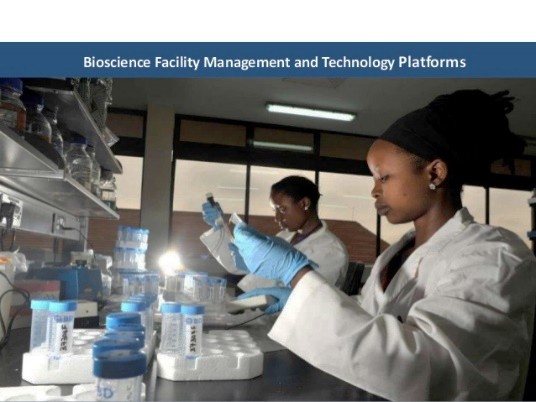 Bioscience Facility Management and Technology Platforms